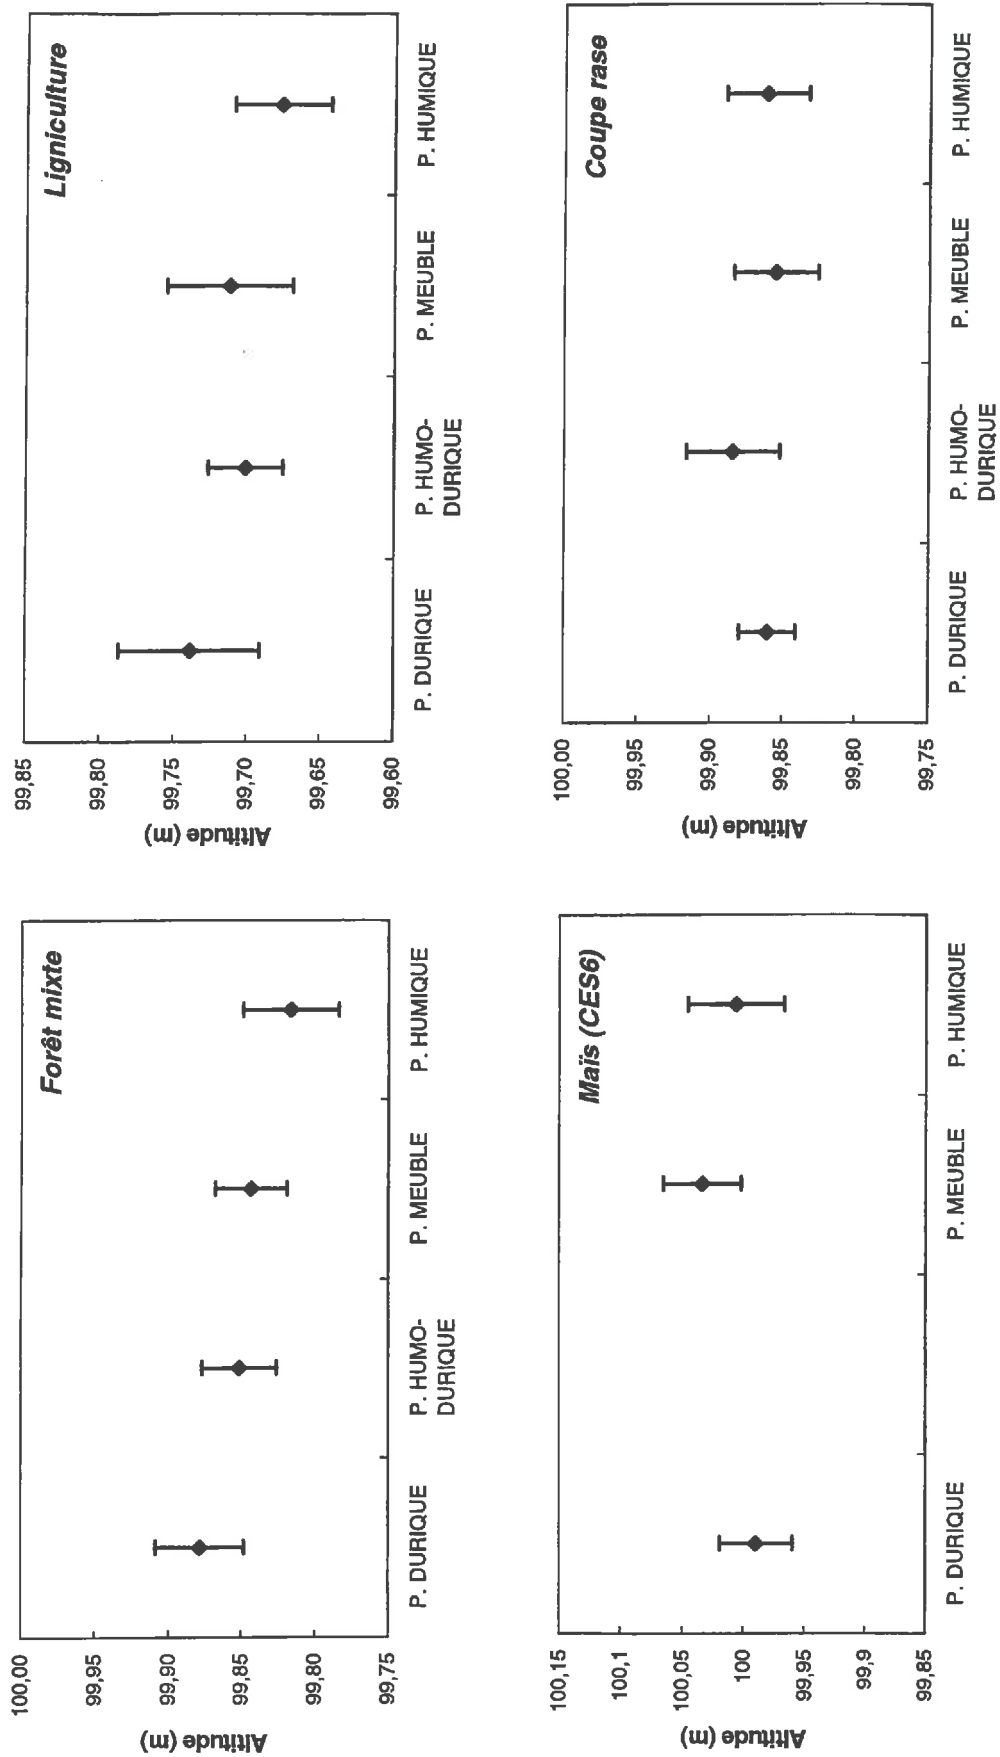 Forêt mixte
Altitude (m)
100,00
99,95
99,90
99,85
99,80
99,75
P. DURIQUE
P. HUMO-
DURIQUE
P. MEUBLE
P. HUMIQUE
Ligniculture
Altitude (m)
99,85
99,80
99,75
99,70
99,65
99,60
P. DURIQUE
P. HUMO-
DURIQUE
P. MEUBLE
P. HUMIQUE
Maïs (CES6)
Altitude (m)
100,15
100,1
100,05
100
99,95
99,9
99,85
P. DURIQUE
P. MEUBLE
P. HUMIQUE
Coupe rase
Altitude (m)
100,00
99,95
99,90
99,85
99,80
99,75
P. DURIQUE
P. HUMO-
DURIQUE
P. MEUBLE
P. HUMIQUE